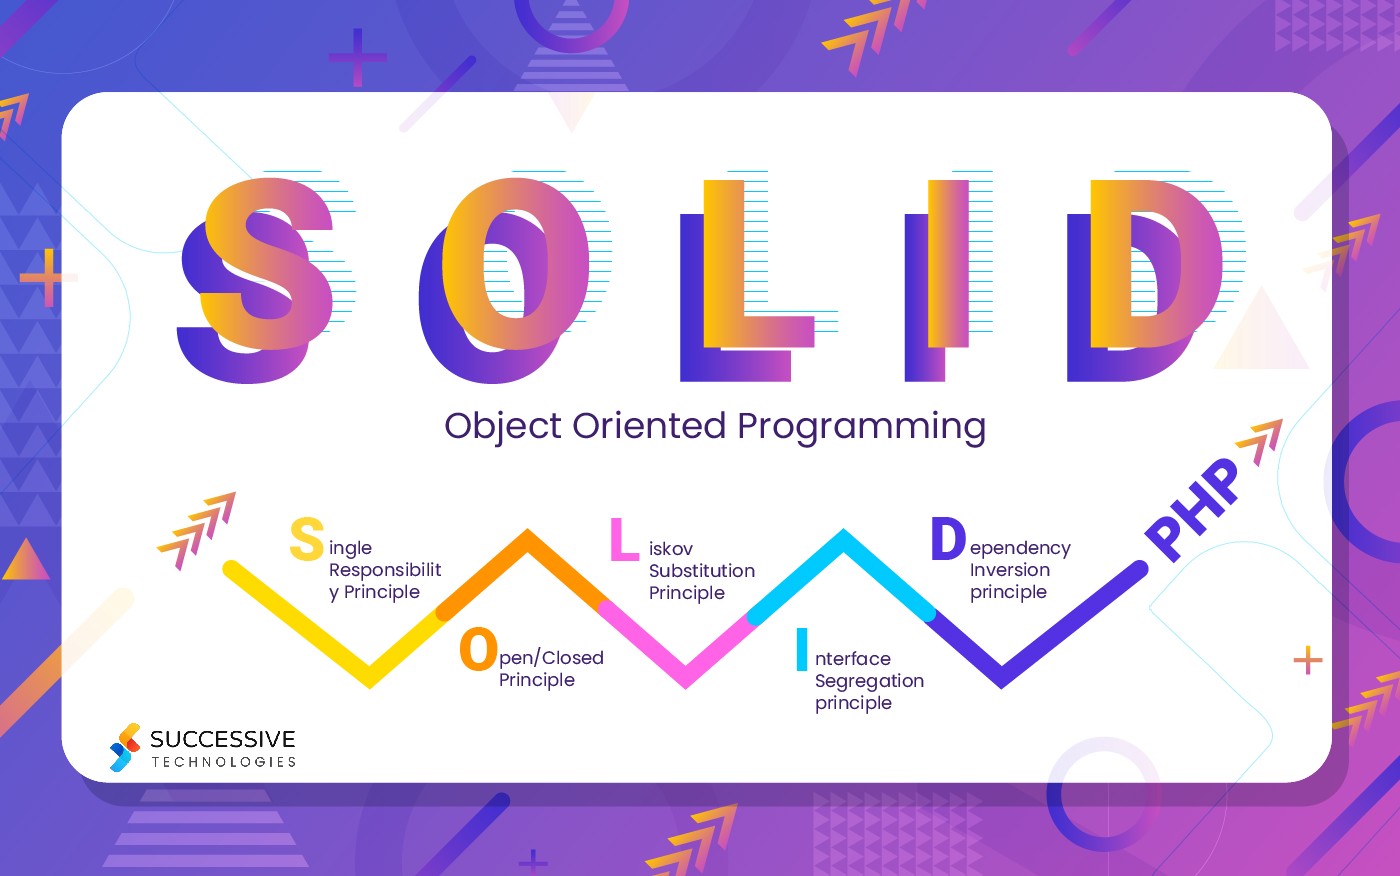 SOLID
Object Oriented Programming
Single
Responsibilit
y Principle
Open/Closed
Principle
Liskov
Substitution
Principle
Interface
Segregation
principle
Dependency
Inversion
principle
PHP
SUCCESSIVE
TECHNOLOGIES